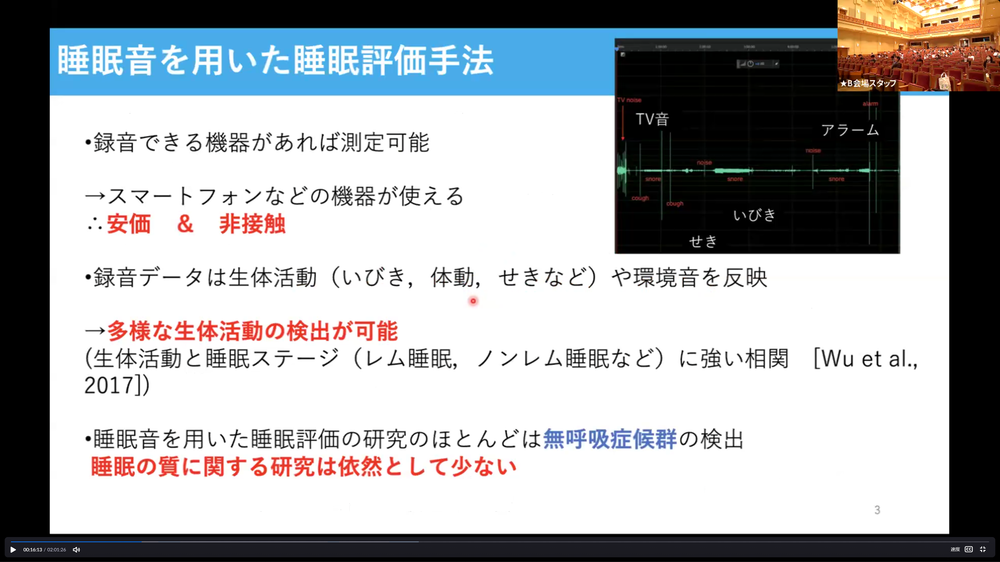 睡眠音を用いた睡眠評価手法
★B会場スタッフ
TV noise
TV音
alarm
アラーム
noise
noise
snore
snore
snore
cough
cough
いびき
せき
•録音できる機器があれば測定可能
→スマートフォンなどの機器が使える
∴安価　&　非接触
•録音データは生体活動（いびき，体動，せきなど）や環境音を反映
→多様な生体活動の検出が可能
(生体活動と睡眠ステージ（レム睡眠，ノンレム睡眠など）に強い相関　[Wu et al.,
2017])
•睡眠音を用いた睡眠評価の研究のほとんどは無呼吸症候群の検出
睡眠の質に関する研究は依然として少ない
3
00:16:13 / 02:01:26
速度
CC